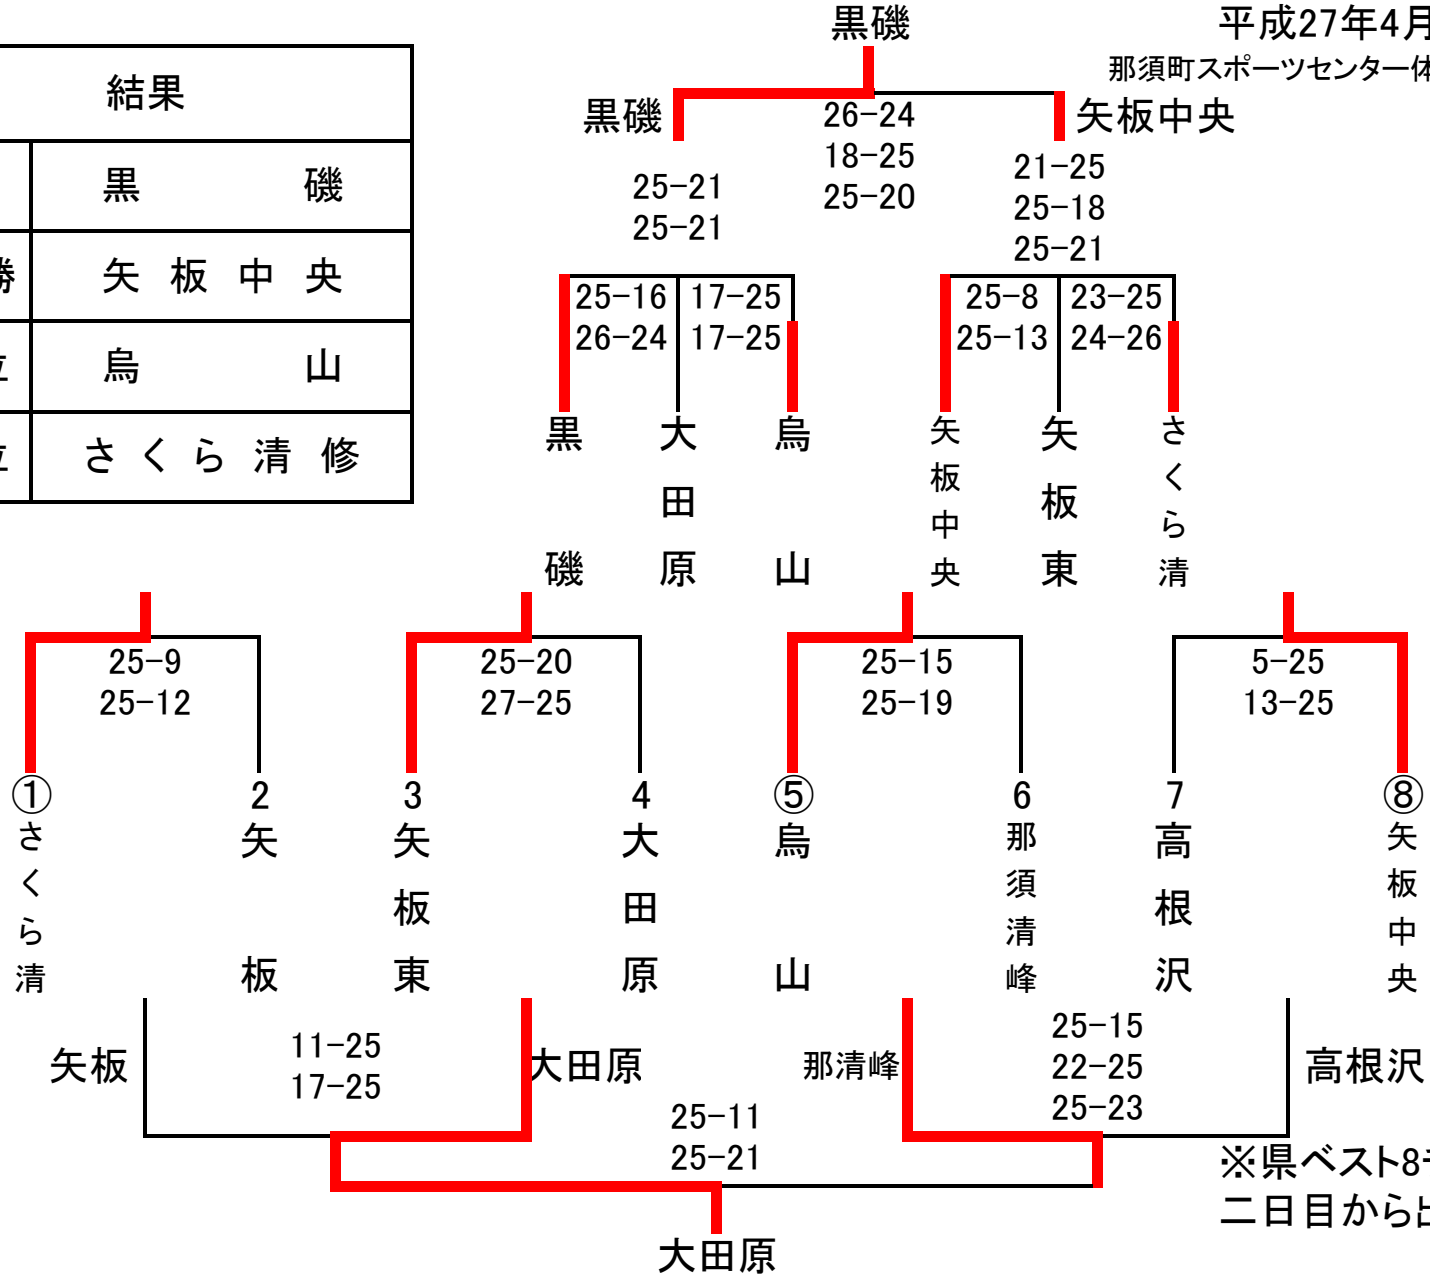 黒磯
平成27年4月
那須町スポーツセンター体
結果
黒磯
勝 矢板中央
位 烏山
位 さくら清修
黒磯
矢板中央
26-24
18-25
25-20
25-21
25-21
21-25
25-18
25-21
25-16 17-25
26-24 17-25
25-8 23-25
25-13 24-26
黒磯
大田原
烏山
矢板中央
矢板東
さくら清
25-9
25-12
25-20
27-25
25-15
25-19
5-25
13-25
① さくら清
2 矢板
3 矢板東
4 大田原
⑤ 烏山
6 那須清峰
7 高根沢
⑧ 矢板中央
矢板
11-25
17-25
大田原
那清峰
25-15
22-25
25-23
高根沢
25-11
25-21
※県ベスト8
二日目から
大田原